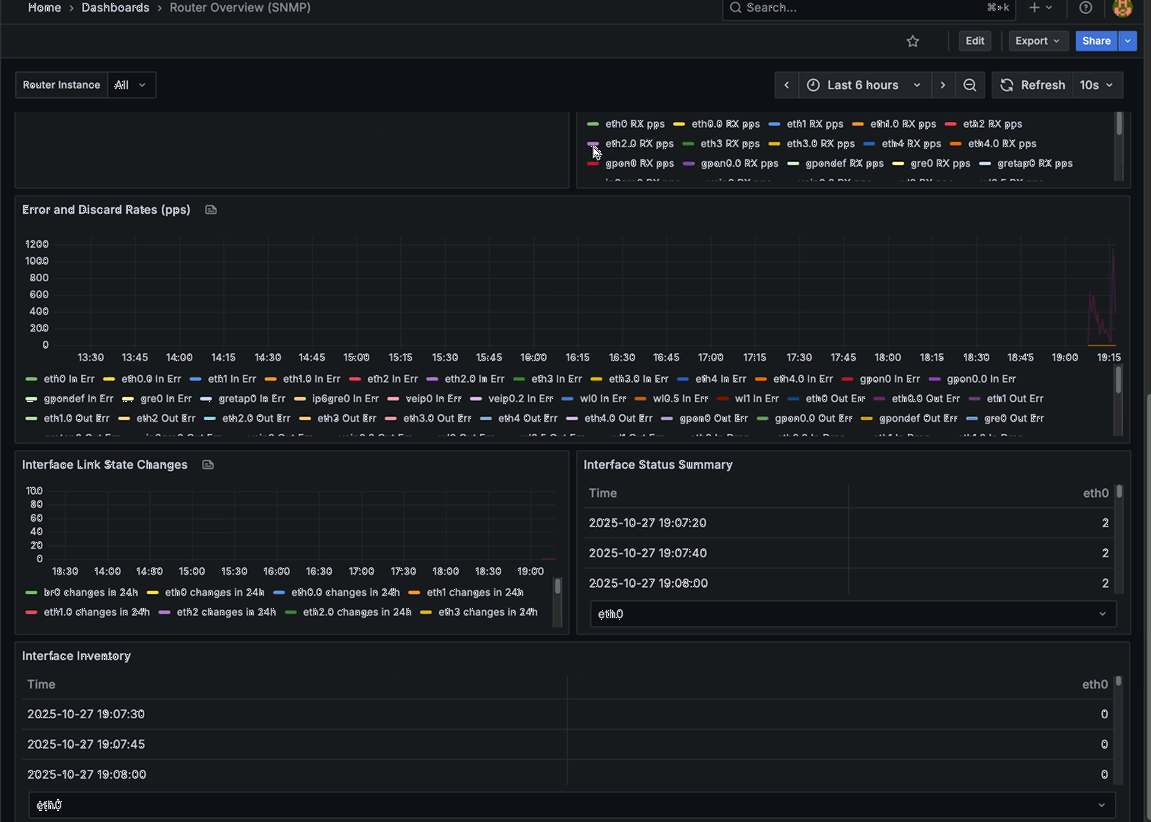 Home › Dashboards › Router Overview (SNMP)
Search... ⌘+k
Edit Export Share
Router Instance All
Last 6 hours Refresh 10s
eth0 RX pps eth0.0 RX pps eth1 RX pps eth1.0 RX pps eth2 RX pps
eth2.0 RX pps eth3 RX pps eth3.0 RX pps eth4 RX pps eth4.0 RX pps
gpon0 RX pps gpon0.0 RX pps gpondef RX pps gre0 RX pps gretap0 RX pps
Error and Discard Rates (pps)
1200
1000
800
600
400
200
0
13:30 13:45 14:00 14:15 14:30 14:45 15:00 15:15 15:30 15:45 16:00 16:15 16:30 16:45 17:00 17:15 17:30 17:45 18:00 18:15 18:30 18:45 19:00 19:15
eth0 In Err eth0.0 In Err eth1 In Err eth1.0 In Err eth2 In Err eth2.0 In Err eth3 In Err eth3.0 In Err eth4 In Err eth4.0 In Err gpon0 In Err gpon0.0 In Err
gpondef In Err gre0 In Err gretap0 In Err ip6gre0 In Err veip0 In Err veip0.2 In Err wl0 In Err wl0.5 In Err wl1 In Err eth0 Out Err eth0.0 Out Err eth1 Out Err
eth1.0 Out Err eth2 Out Err eth2.0 Out Err eth3 Out Err eth3.0 Out Err eth4 Out Err eth4.0 Out Err gpon0 Out Err gpon0.0 Out Err gpondef Out Err gre0 Out Err
Interface Link State Changes
100
80
60
40
20
0
13:30 14:00 14:30 15:00 15:30 16:00 16:30 17:00 17:30 18:00 18:30 19:00
br0 changes in 24h eth0 changes in 24h eth0.0 changes in 24h eth1 changes in 24h
eth1.0 changes in 24h eth2 changes in 24h eth2.0 changes in 24h eth3 changes in 24h
Interface Status Summary
Time eth0
2025-10-27 19:07:20 2
2025-10-27 19:07:40 2
2025-10-27 19:08:00 2
eth0
Interface Inventory
Time eth0
2025-10-27 19:07:30 0
2025-10-27 19:07:45 0
2025-10-27 19:08:00 0
eth0